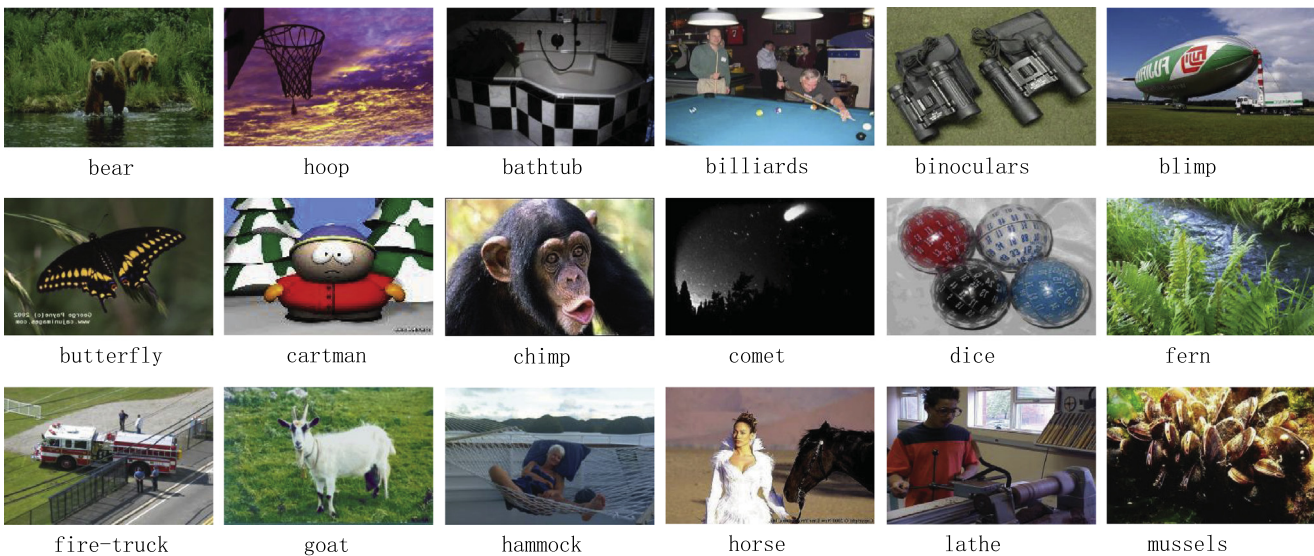 bear
hoop
bathtub
billiards
binoculars
blimp
butterfly
cartman
chimp
comet
dice
fern
fire-truck
goat
hammock
horse
lathe
mussels